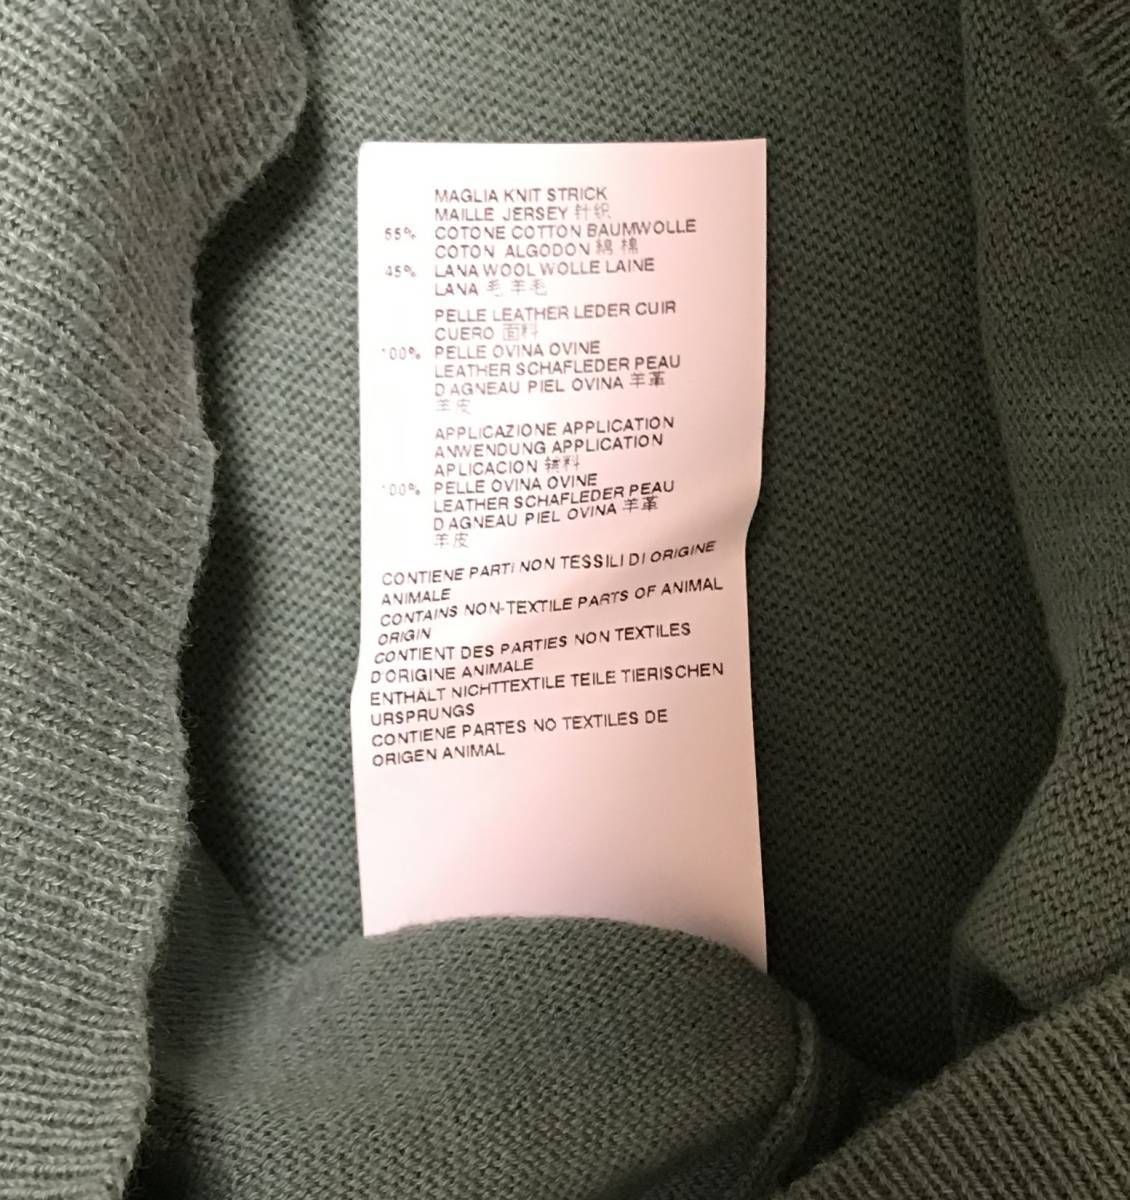 MAGLIA KNIT STRICK
MAILLE JERSEY 针织
55% COTONE COTTON BAUMWOLLE
COTON ALGODON 綿 棉
45% LANA WOOL WOLLE LAINE
LANA 毛 羊毛
PELLE LEATHER LEDER CUIR
CUERO 面料
100% PELLE OVINA OVINE
LEATHER SCHAFLEDER PEAU
D AGNEAU PIEL OVINA 羊革
羊皮
APPLICAZIONE APPLICATION
ANWENDUNG APPLICATION
APLICACION 辅料
100% PELLE OVINA OVINE
LEATHER SCHAFLEDER PEAU
D AGNEAU PIEL OVINA 羊革
羊皮
CONTIENE PARTI NON TESSILI DI ORIGINE
ANIMALE
CONTAINS NON-TEXTILE PARTS OF ANIMAL
ORIGIN
CONTIENT DES PARTIES NON TEXTILES
D'ORIGINE ANIMALE
ENTHÄLT NICHTTEXTILE TEILE TIERISCHEN
URSPRUNGS
CONTIENE PARTES NO TEXTILES DE
ORIGEN ANIMAL